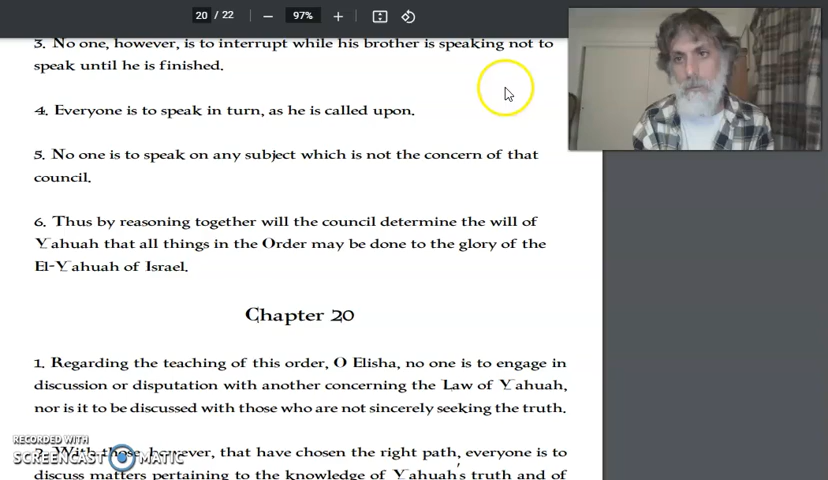 20 / 22
97%
3. No one, however, is to interrupt while his brother is speaking not to
speak until he is finished.
4. Everyone is to speak in turn, as he is called upon.
5. No one is to speak on any subject which is not the concern of that
council.
6. Thus by reasoning together will the council determine the will of
Yahuah that all things in the Order may be done to the glory of the
El-Yahuah of Israel.
Chapter 20
1. Regarding the teaching of this order, O Elisha, no one is to engage in
discussion or disputation with another concerning the Law of Yahuah,
nor is it to be discussed with those who are not sincerely seeking the truth.
RECORDED WITH
2. With those, however, that have chosen the right path, everyone is to
SCREENCAST MATIC
discuss matters pertaining to the knowledge of Yahuah's truth and of